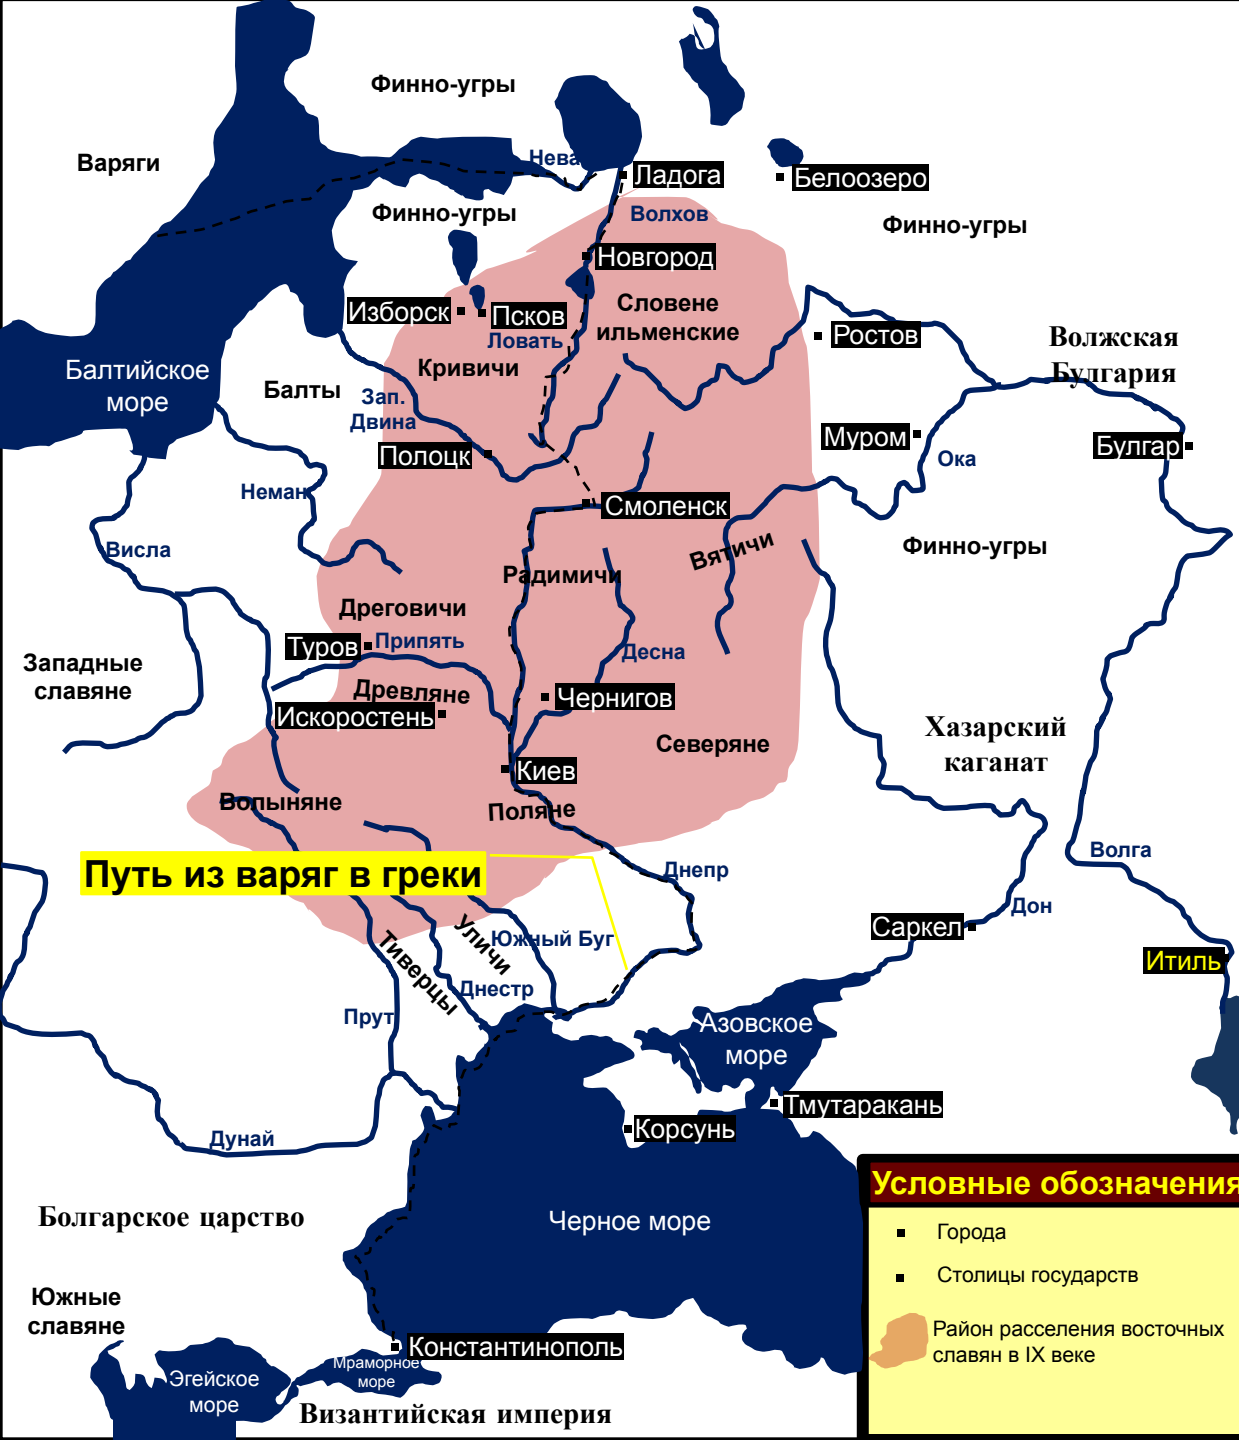 Финно-угры
Варяги
Нева
Ладога
Белоозеро
Финно-угры
Волхов
Финно-угры
Новгород
Словене
ильменские
Изборск
Псков
Ловать
Ростов
Волжская
Булгария
Балтийское
море
Балты
Кривичи
Зап.
Двина
Полоцк
Муром
Ока
Булгар
Неман
Смоленск
Висла
Вятичи
Финно-угры
Радимичи
Дреговичи
Туров
Припять
Десна
Западные
славяне
Древляне
Искоростень
Чернигов
Северяне
Хазарский
каганат
Киев
Волыняне
Поляне
Путь из варяг в греки
Днепр
Волга
Дон
Саркел
Уличи
Южный Буг
Тиверцы
Итиль
Днестр
Прут
Азовское
море
Тмутаракань
Корсунь
Дунай
Болгарское царство
Черное море
Южные
славяне
Константинополь
Мраморное
море
Эгейское
море
Византийская империя
Условные обозначения
Города
Столицы государств
Район расселения восточных
славян в IX веке